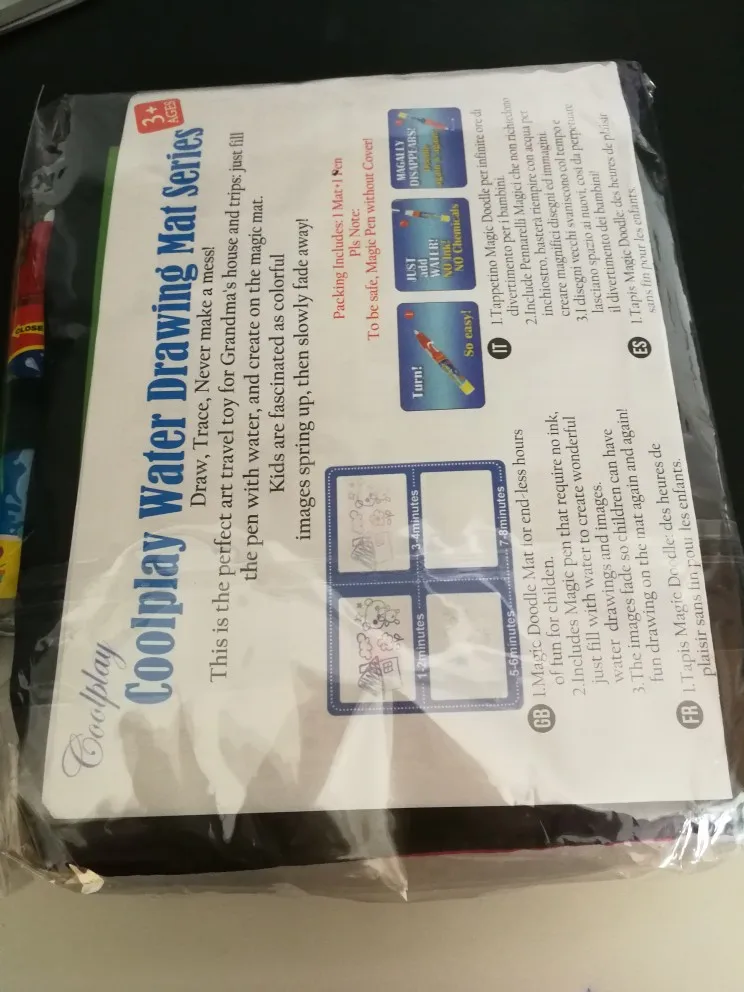 Coolplay
3+
AGES
Coolplay Water Drawing Mat Series
Draw, Trace, Never make a mess!
This is the perfect art travel toy for Grandma's house and trips: just fill
the pen with water, and create on the magic mat.
Kids are fascinated as colorful
images spring up, then slowly fade away!
Packing Includes: 1 Mat+1 Pen
Pls Note:
To be safe, Magic Pen without Cover!
1-2minutes
3-4minutes
5-6minutes
7-8minutes
Turn!
So easy!
JUST
add
WATER!
NO Ink!
NO Chemicals
MAGALLY
DISAPPEARS!
GB
1.Magic Doodle Mat for end-less hours
of fun for childen.
2.Includes Magic pen that require no ink,
just fill with water to create wonderful
water drawings and images.
3.The images fade so children can have
fun drawing on the mat again and again!
FR
1.Tapis Magic Doodle: des heures de
plaisir sans fin pour les enfants.
IT
1.Tappetino Magic Doodle per infinite ore di
divertimento per i bambini.
2.Include Pennarelli Magici che non richiedono
inchiostro, basterà riempire con acqua per
creare magnifici disegni ed immagini.
3.I disegni vecchi svaniscono col tempo e
lasciano spazio ai nuovi, così da perpetuare
il divertimento dei bambini!
ES
1.Tapis Magic Doodle: des heures de plaisir
sans fin pour les enfants.
CLOSE